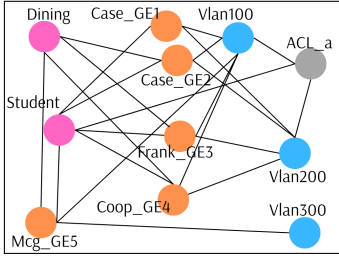 Dining
Case_GE1
Vlan100
ACL_a
Case_GE2
Student
Frank_GE3
Vlan200
Coop_GE4
Vlan300
Mcg_GE5